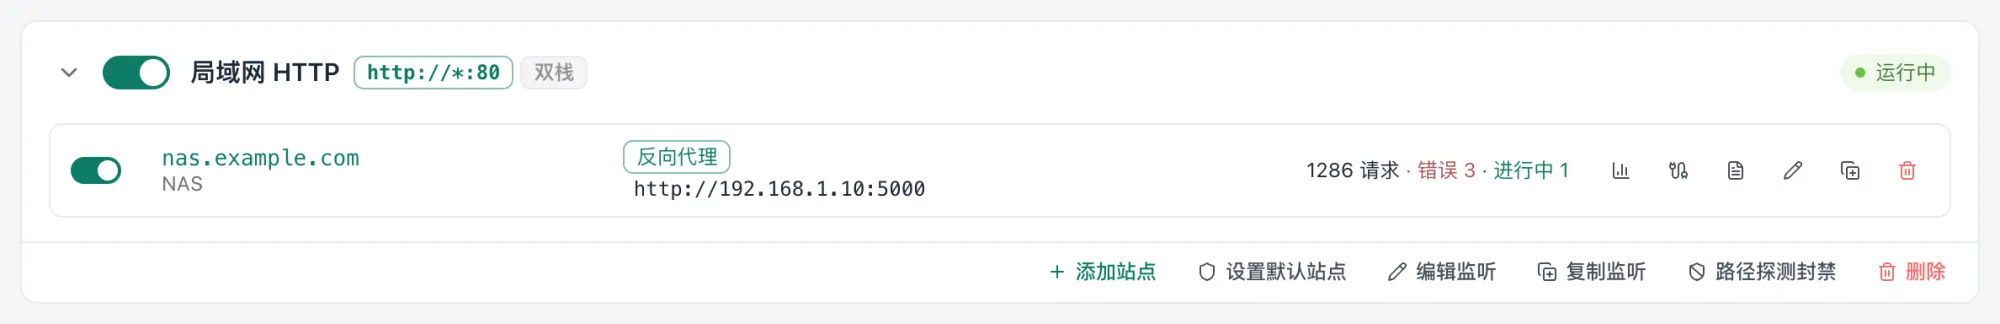 局域网 HTTP http://*:80 双栈 运行中
nas.example.com 反向代理
NAS http://192.168.1.10:5000 1286 请求 · 错误 3 · 进行中 1
+ 添加站点 设置默认站点 编辑监听 复制监听 路径探测封禁 删除